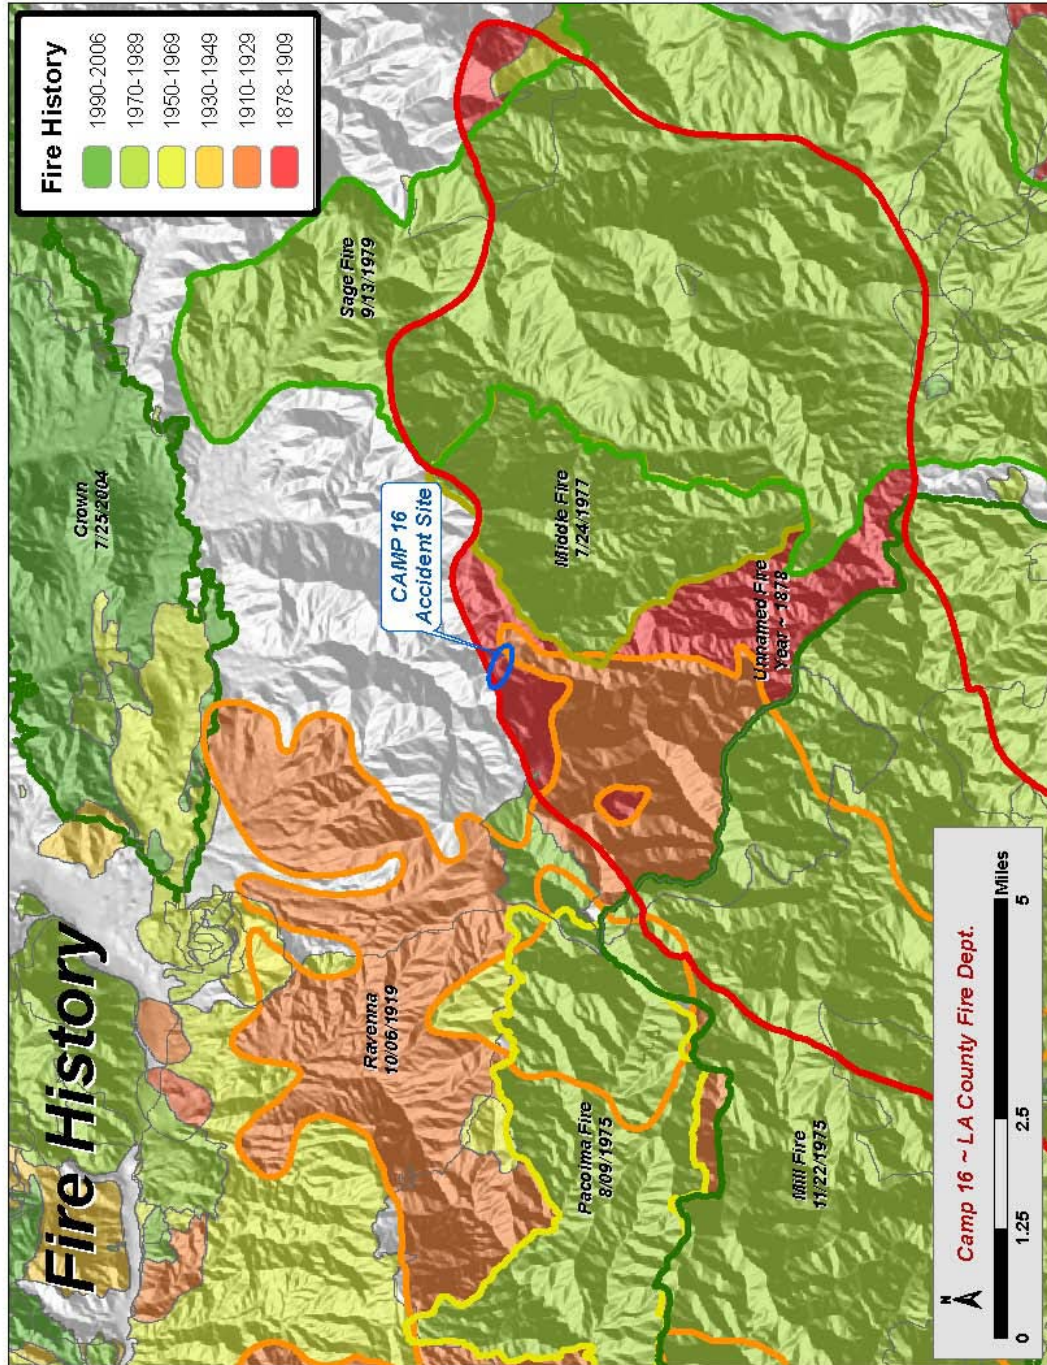 Fire History
Fire History
1990-2006
1970-1989
1950-1969
1930-1949
1910-1929
1878-1909
Crown
7/25/2004
Sage Fire
9/13/1979
CAMP 16
Accident Site
Middle Fire
7/24/1977
Unnamed Fire
Year ~ 1878
Ravenna
10/06/1919
Pacoima Fire
8/09/1975
Mill Fire
11/22/1975
N
Camp 16 ~ LA County Fire Dept.
0
1.25
2.5
5
Miles